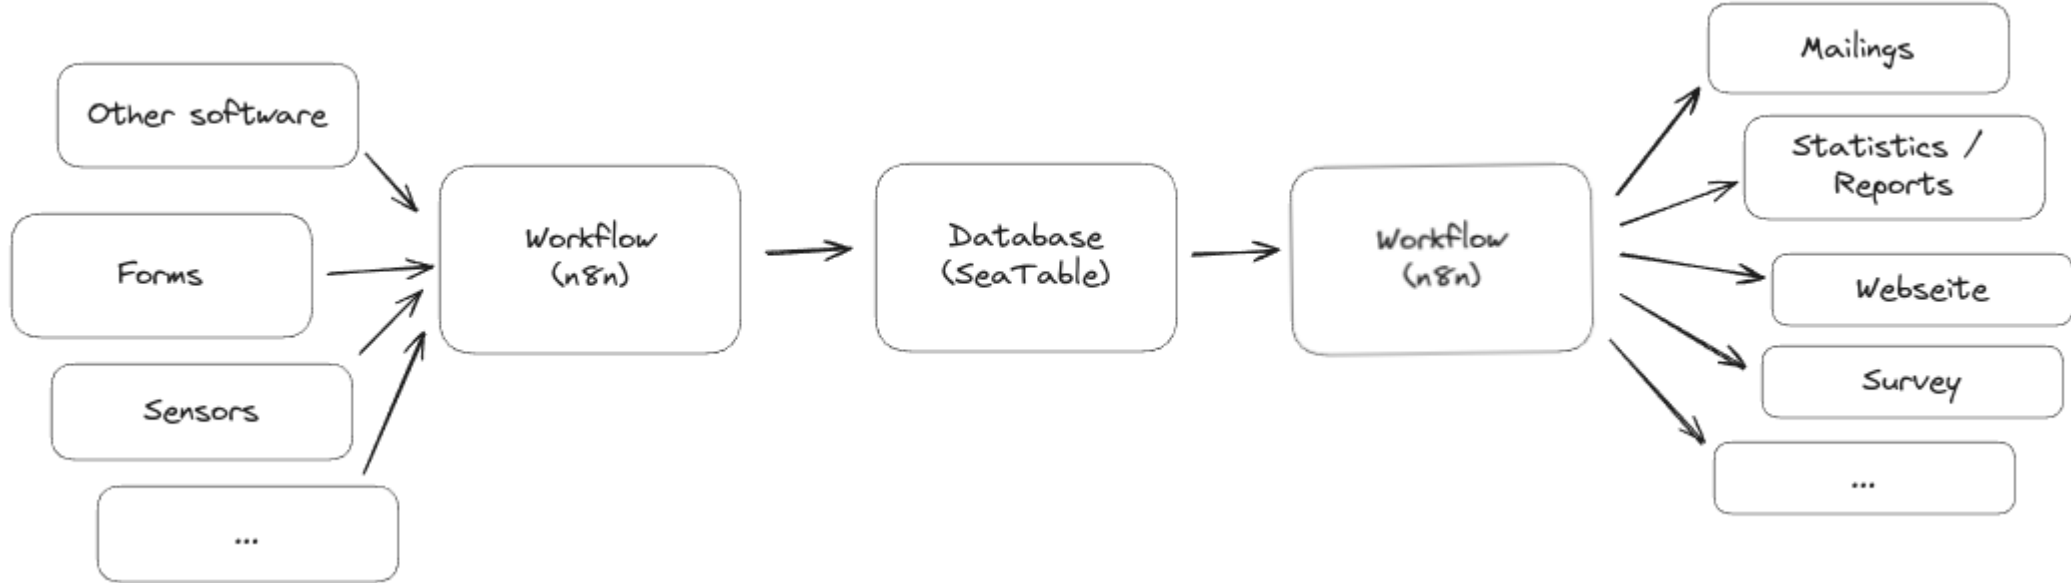 Other software
Forms
Sensors
...
Workflow
(n8n)
Database
(SeaTable)
Workflow
(n8n)
Mailings
Statistics /
Reports
Webseite
Survey
...